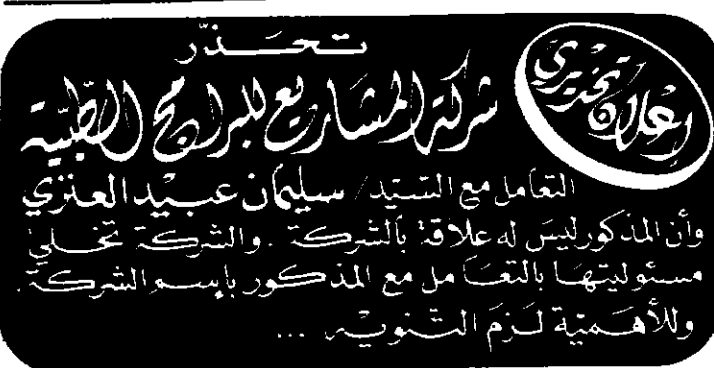 إعلان تحذيري
تحذر
شركة المشاريع للبرامج الطبية
التعامل مع السيد/ سليمان عبيد العنزي
وأن المذكور ليس له علاقة بالشركة. والشركة تخلي
مسئوليتها بالتعامل مع المذكور بإسم الشركة.
وللأهمية لزم التنويه ...